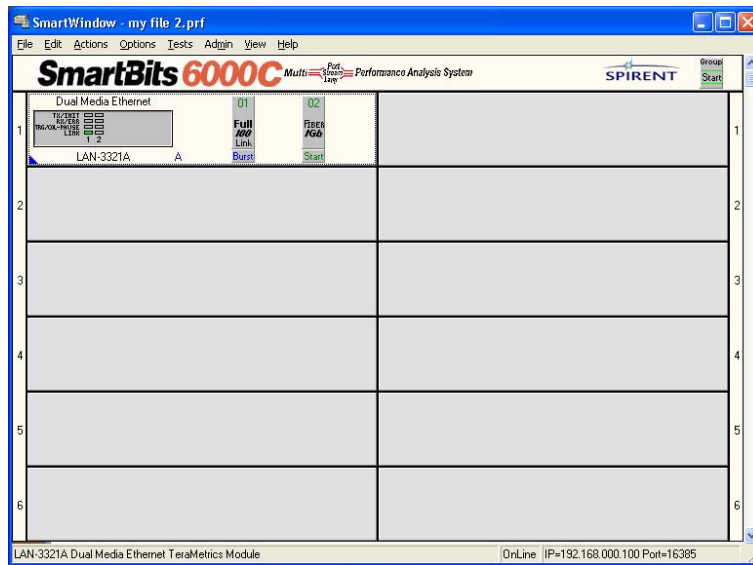 SmartWindow - my file 2.prf
File Edit Actions Options Tests Admin View Help
SmartBits 6000C Multi Port Stream Performance Analysis System SPIRENT Group Start
Dual Media Ethernet 01 02
TX/INIT
RX/ERR
TRG/COL-PAUSE
LINK
1 2
Full 100 Link
FIBER 1Gb
LAN-3321A A Burst Start
1 1
2 2
3 3
4 4
5 5
6 6
LAN-3321A Dual Media Ethernet TeraMetrics Module OnLine IP=192.168.000.100 Port=16385